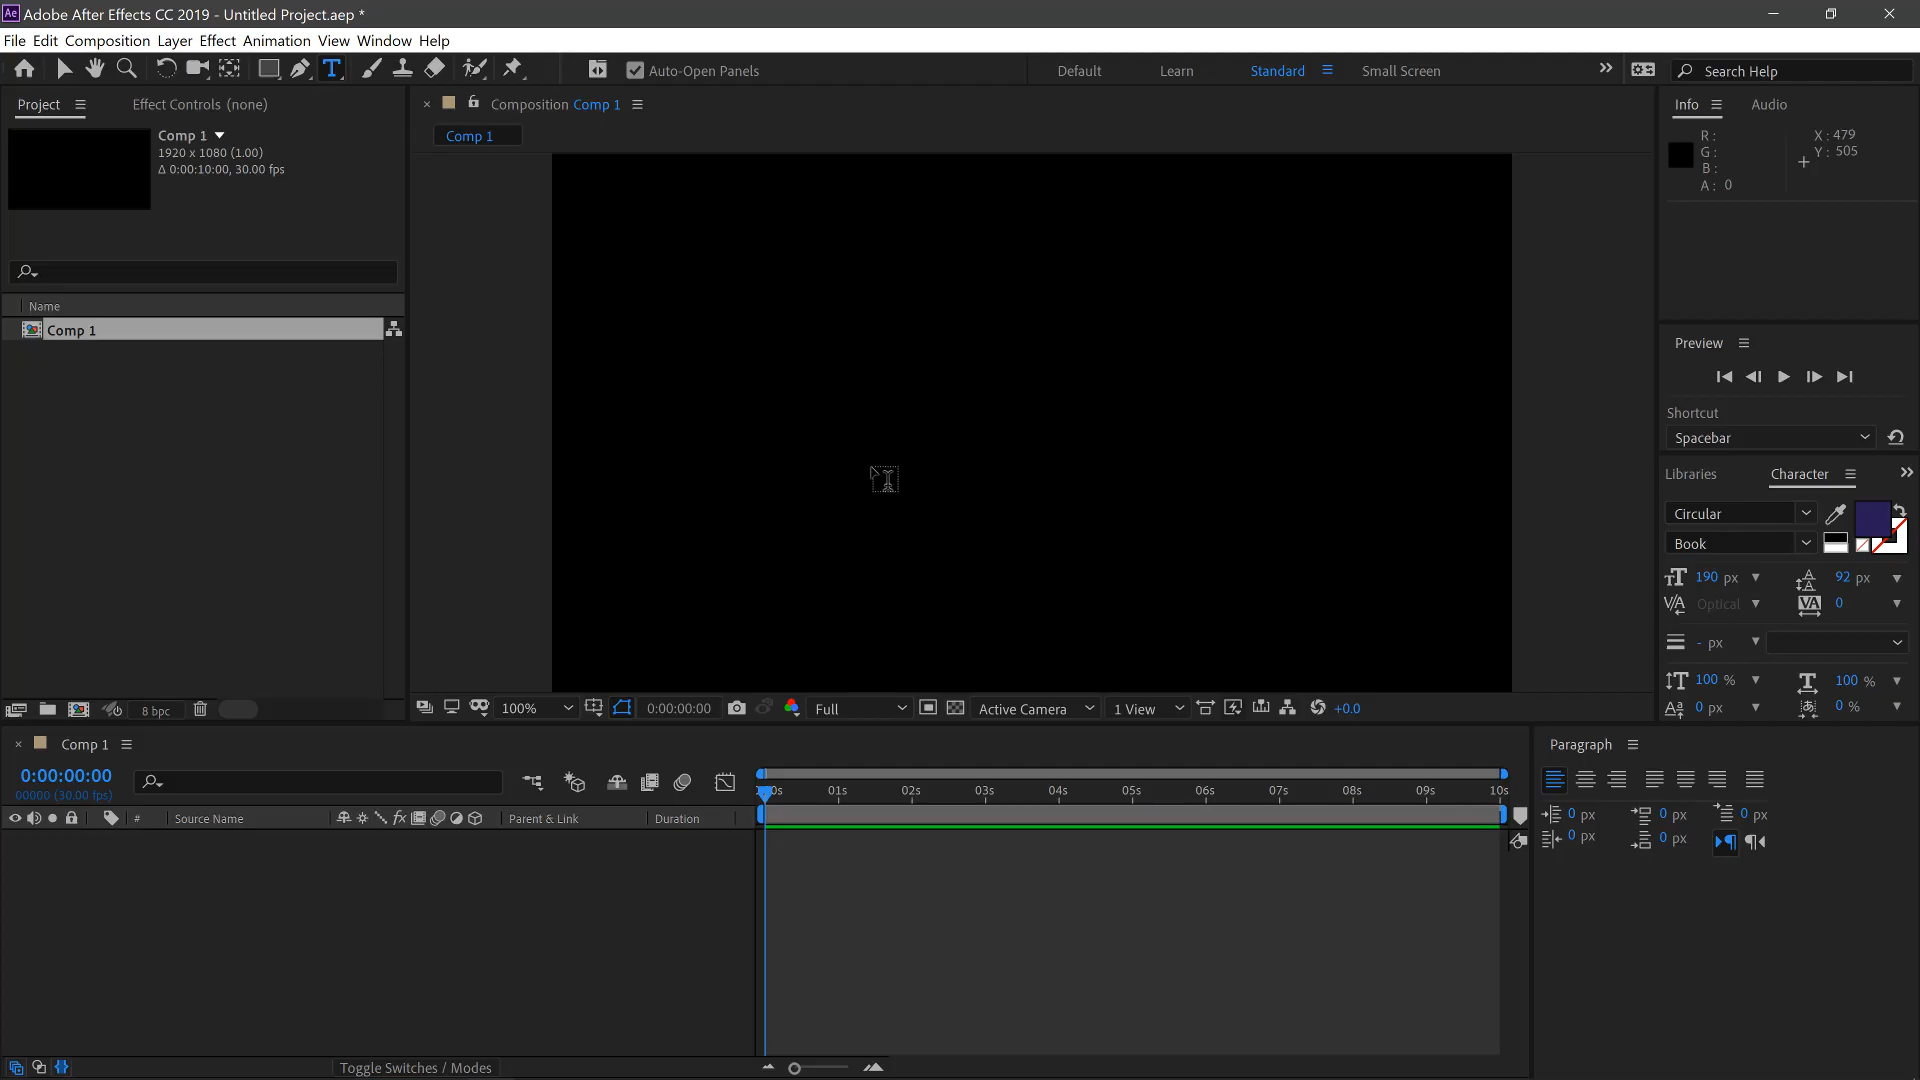 Adobe After Effects CC 2019 - Untitled Project.aep *
File Edit Composition Layer Effect Animation View Window Help
Auto-Open Panels
Default Learn Standard Small Screen
Search Help
Project Effect Controls (none)
Comp 1
1920 x 1080 (1.00)
Δ 0:00:10:00, 30.00 fps
Name
Comp 1
8 bpc
Composition Comp 1
Comp 1
100% 0:00:00:00 Full Active Camera 1 View +0.0
Info Audio
R :
G :
B :
A : 0
X : 479
Y : 505
Preview
Shortcut
Spacebar
Libraries Character
Circular
Book
190 px 92 px
Optical 0
- px
100 % 100 %
0 px 0 %
Comp 1
0:00:00:00
00000 (30.00 fps)
# Source Name Parent & Link Duration
01s 02s 03s 04s 05s 06s 07s 08s 09s 10s
Toggle Switches / Modes
Paragraph
0 px 0 px 0 px
0 px 0 px